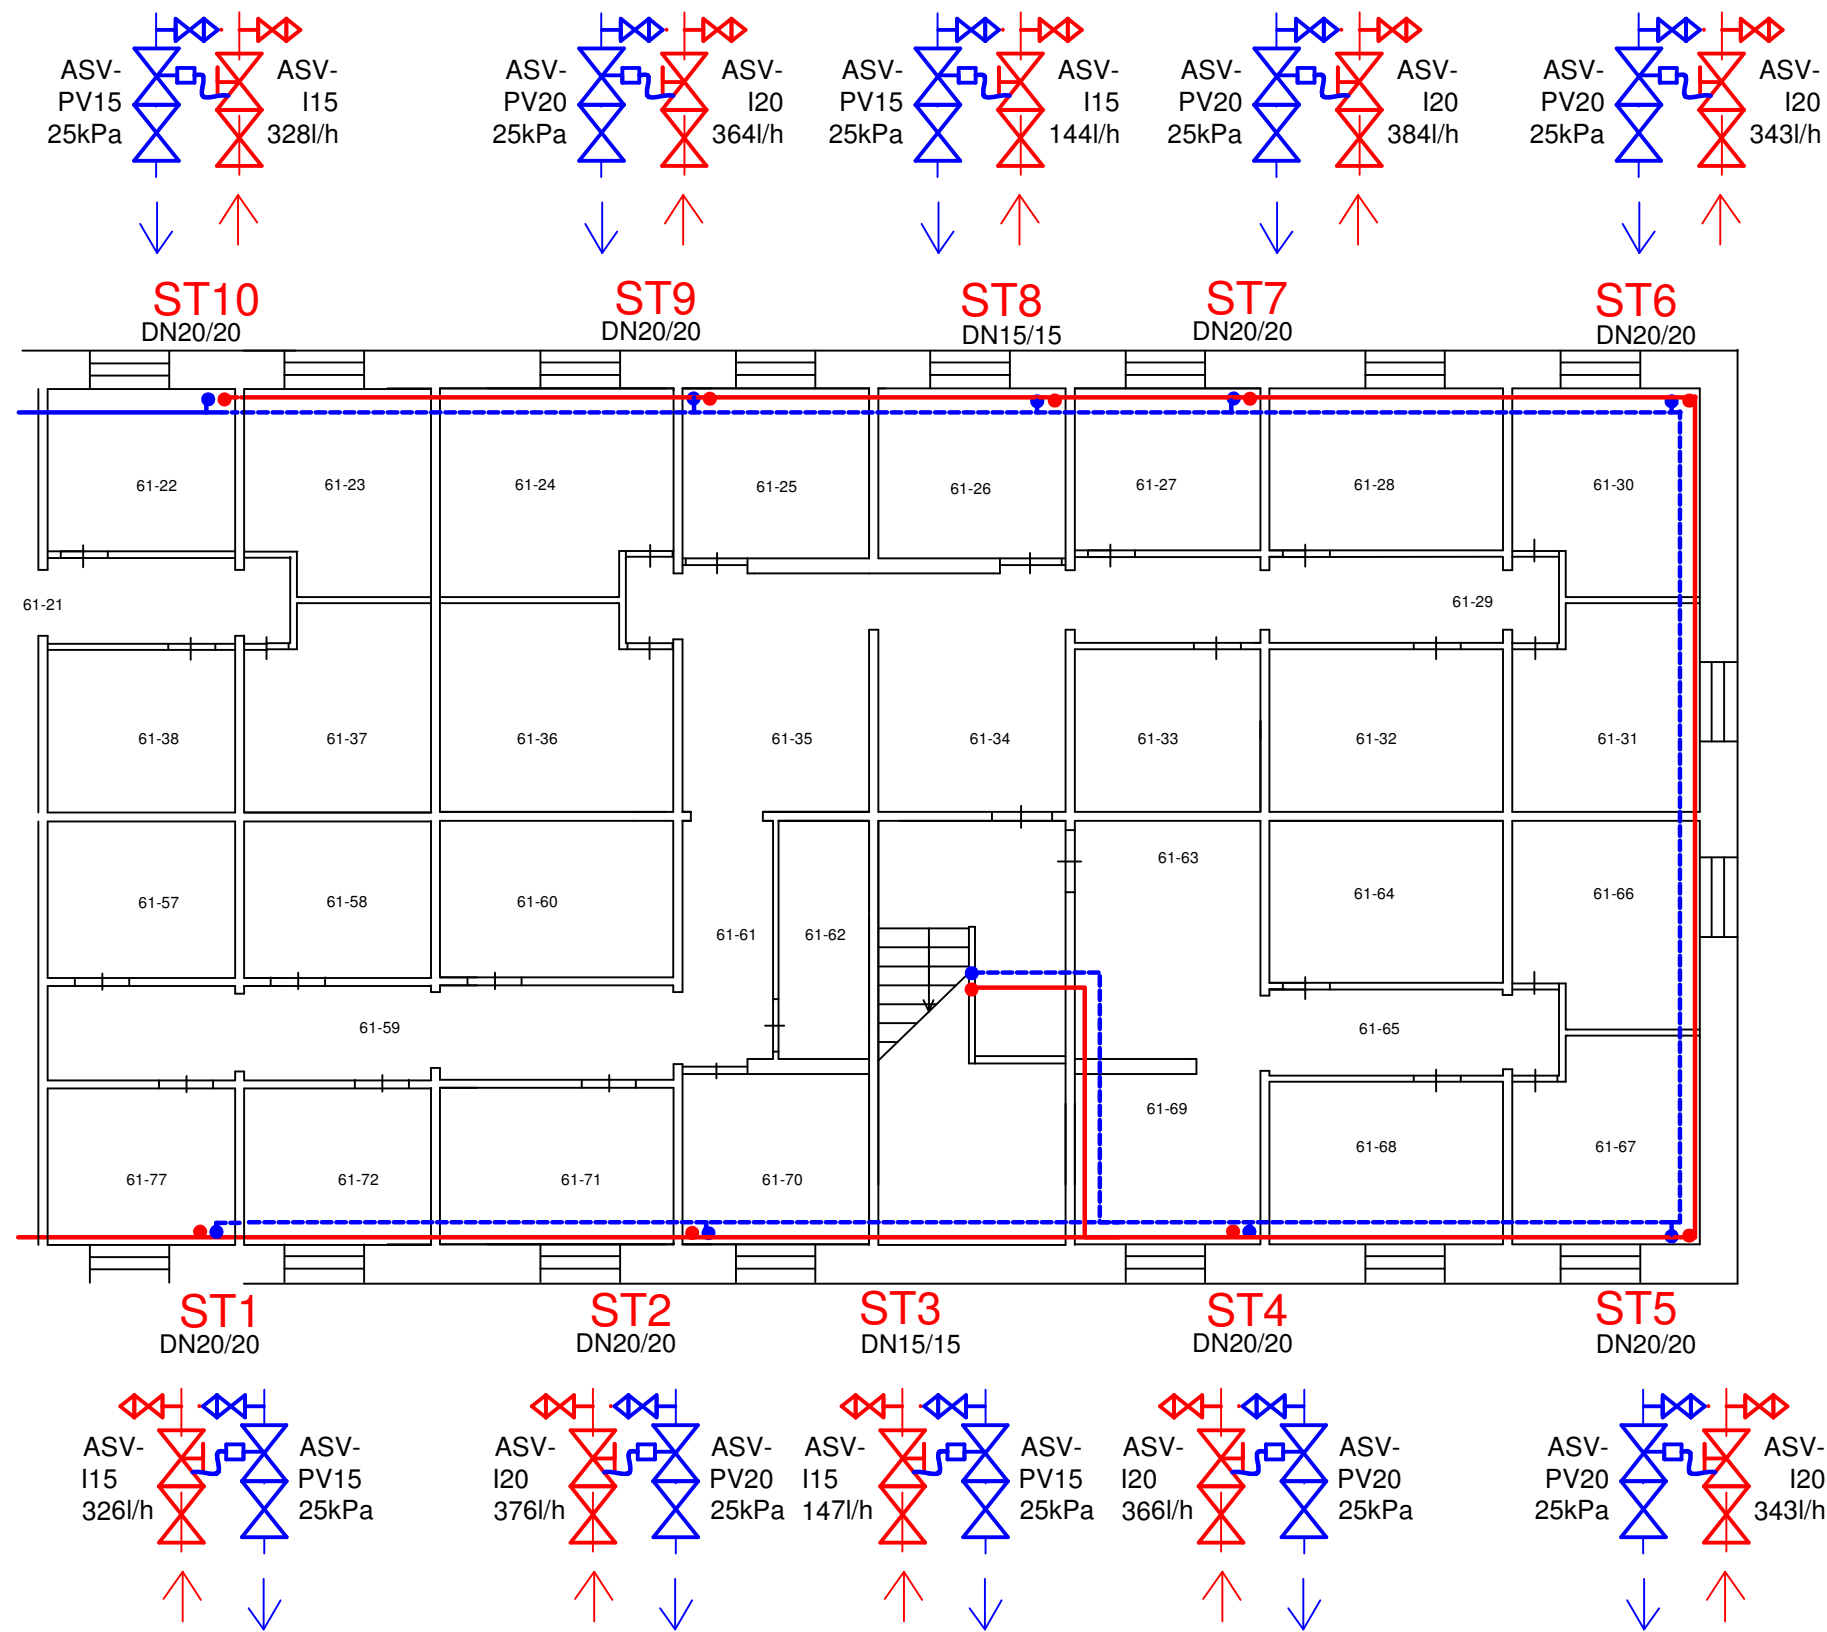 ASV-
PV15
25kPa
ASV-
I15
328l/h
ASV-
PV20
25kPa
ASV-
I20
364l/h
ASV-
PV15
25kPa
ASV-
I15
144l/h
ASV-
PV20
25kPa
ASV-
I20
384l/h
ASV-
PV20
25kPa
ASV-
I20
343l/h
ST10
DN20/20
ST9
DN20/20
ST8
DN15/15
ST7
DN20/20
ST6
DN20/20
61-22
61-23
61-24
61-25
61-26
61-27
61-28
61-30
61-21
61-29
61-38
61-37
61-36
61-35
61-34
61-33
61-32
61-31
61-57
61-58
61-60
61-61
61-62
61-63
61-64
61-66
61-59
61-65
61-69
61-68
61-67
61-77
61-72
61-71
61-70
ST1
DN20/20
ST2
DN20/20
ST3
DN15/15
ST4
DN20/20
ST5
DN20/20
ASV-
I15
326l/h
ASV-
PV15
25kPa
ASV-
I20
376l/h
ASV-
PV20
25kPa
ASV-
I15
147l/h
ASV-
PV15
25kPa
ASV-
I20
366l/h
ASV-
PV20
25kPa
ASV-
PV20
25kPa
ASV-
I20
343l/h